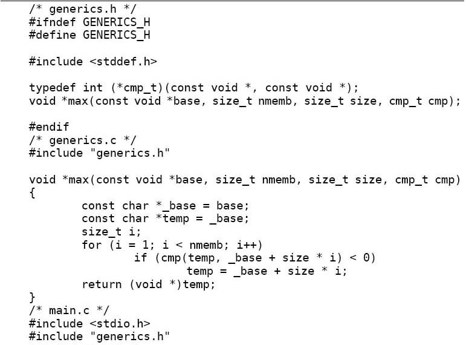 /* generics.h */
#ifndef GENERICS_H
#define GENERICS_H
#include <stddef.h>
typedef int (*cmp_t)(const void *, const void *);
void *max(const void *base, size_t nmemb, size_t size, cmp_t cmp);
#endif
/* generics.c */
#include "generics.h"
void *max(const void *base, size_t nmemb, size_t size, cmp_t cmp)
{
const char *_base = base;
const char *temp = _base;
size_t i;
for (i = 1; i < nmemb; i++)
if (cmp(temp, _base + size * i) < 0)
temp = _base + size * i;
return (void *)temp;
}
/* main.c */
#include <stdio.h>
#include "generics.h"